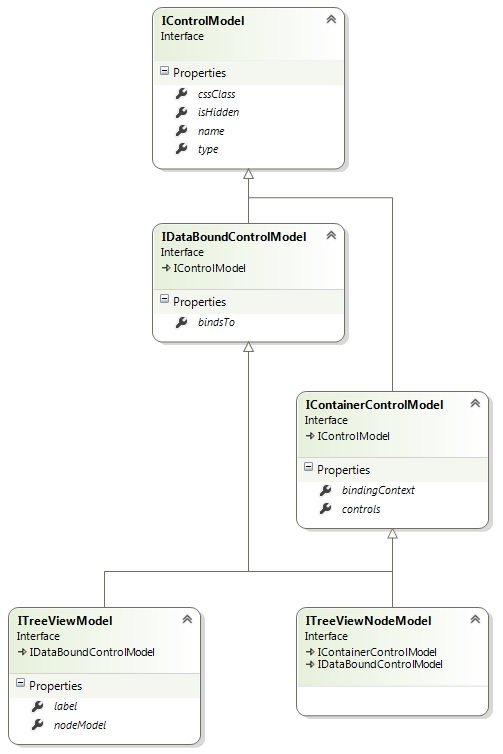 IControlModel
Interface
Properties
cssClass
isHidden
name
type
IDataBoundControlModel
Interface
IControlModel
Properties
bindsTo
IContainerControlModel
Interface
IControlModel
Properties
bindingContext
controls
ITreeViewModel
Interface
IDataBoundControlModel
Properties
label
nodeModel
ITreeViewNodeModel
Interface
IContainerControlModel
IDataBoundControlModel